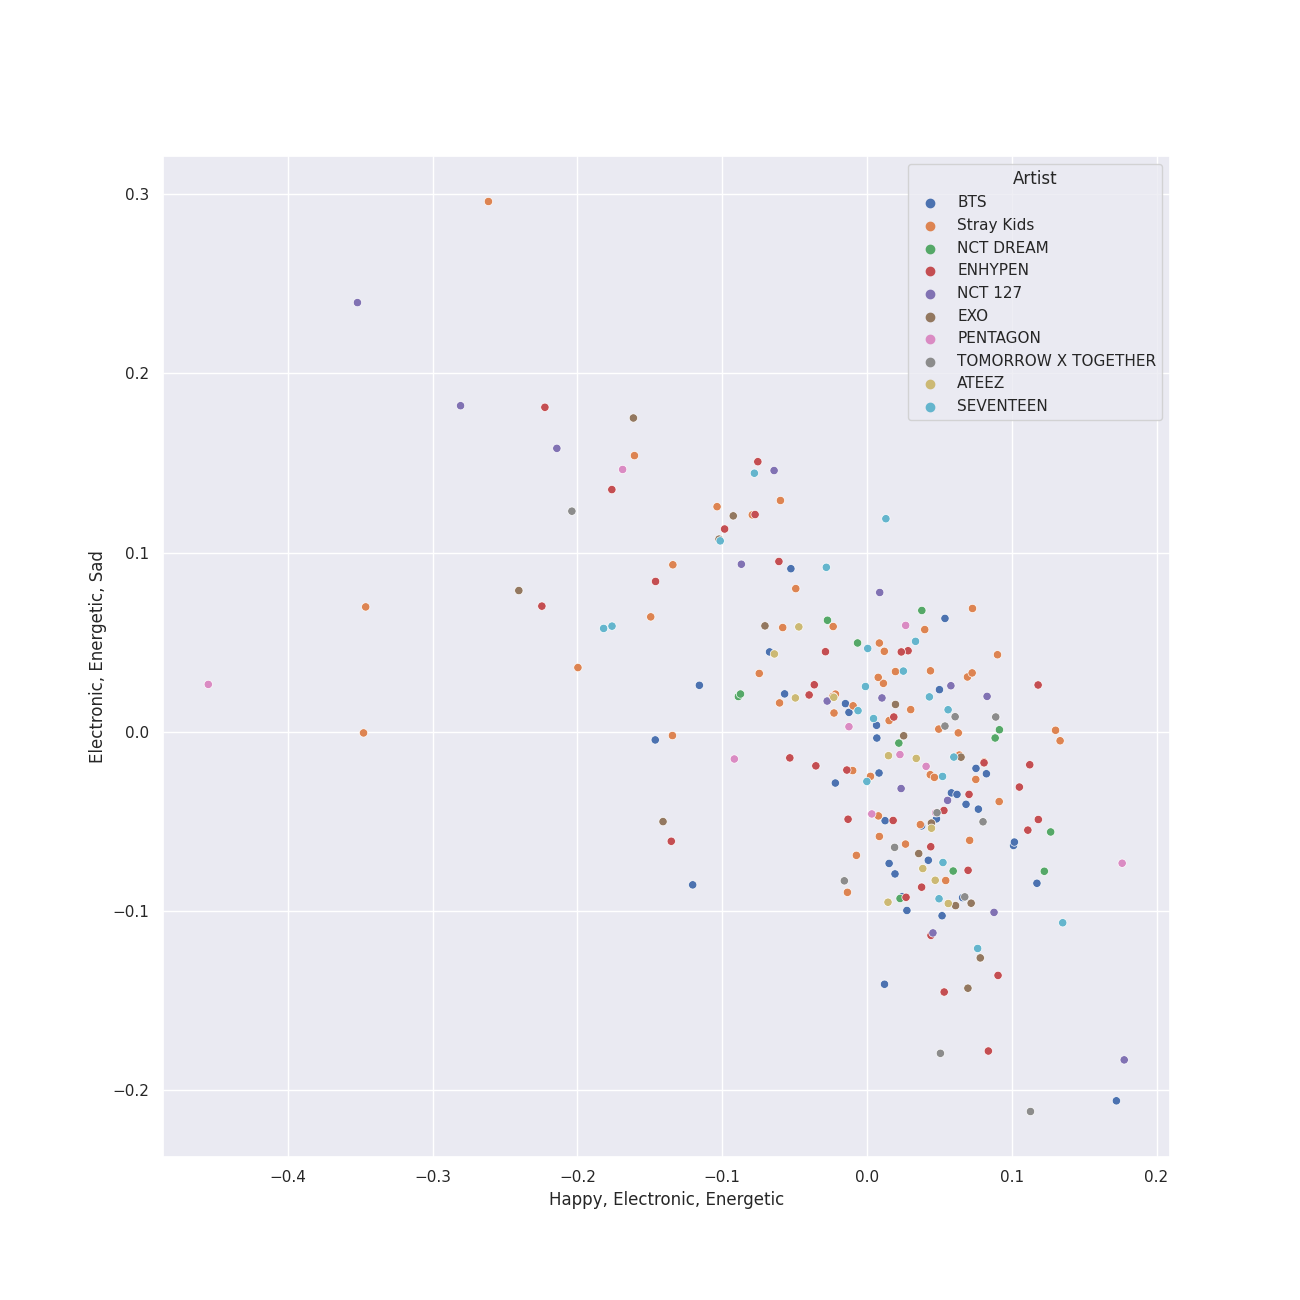 Artist
BTS
Stray Kids
NCT DREAM
ENHYPEN
NCT 127
EXO
PENTAGON
TOMORROW X TOGETHER
ATEEZ
SEVENTEEN
0.3
0.2
0.1
0.0
−0.1
−0.2
Electronic, Energetic, Sad
−0.4 −0.3 −0.2 −0.1 0.0 0.1 0.2
Happy, Electronic, Energetic